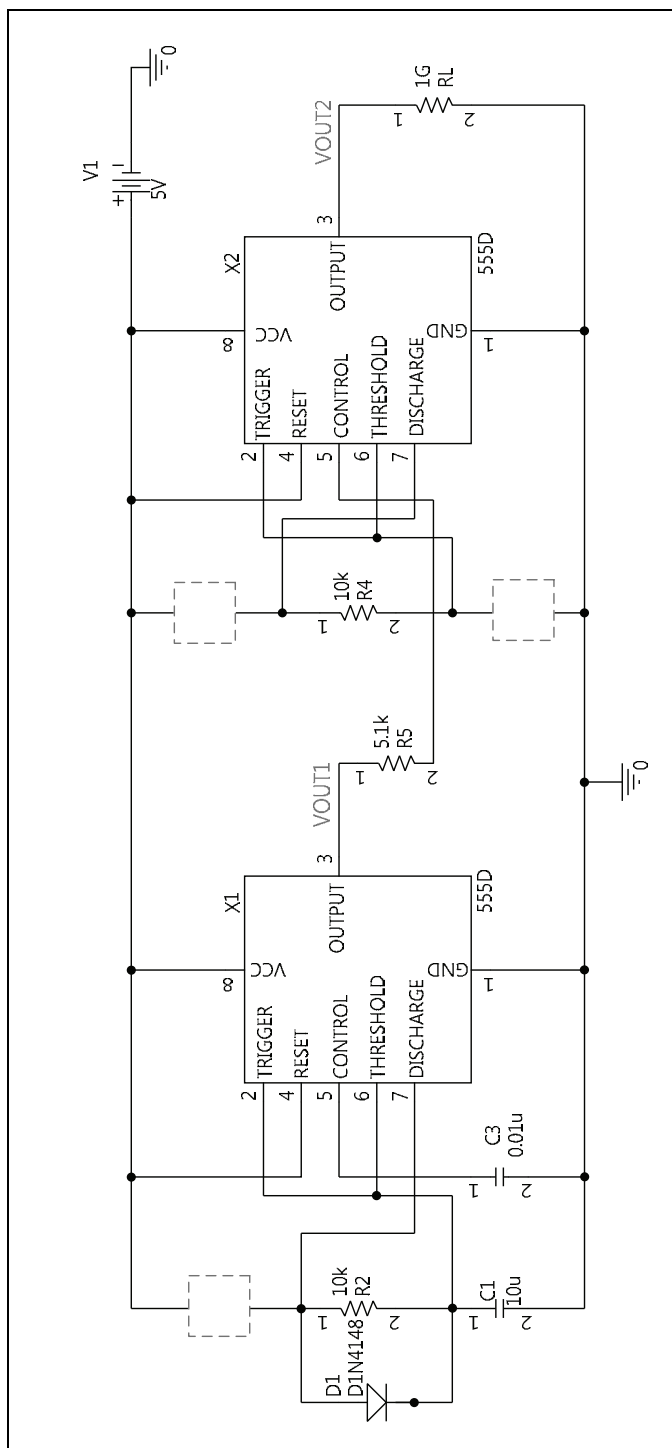 V1
+
-
5V
0
X2
8
VCC
2
TRIGGER
4
RESET
5
CONTROL
6
THRESHOLD
7
DISCHARGE
OUTPUT
3
GND
1
555D
VOUT2
1G
RL
1
2
10k
R4
1
2
VOUT1
5.1k
R5
1
2
0
X1
8
VCC
2
TRIGGER
4
RESET
5
CONTROL
6
THRESHOLD
7
DISCHARGE
OUTPUT
3
GND
1
555D
C3
0.01u
1
2
10k
R2
1
2
D1
D1N4148
C1
10u
1
2